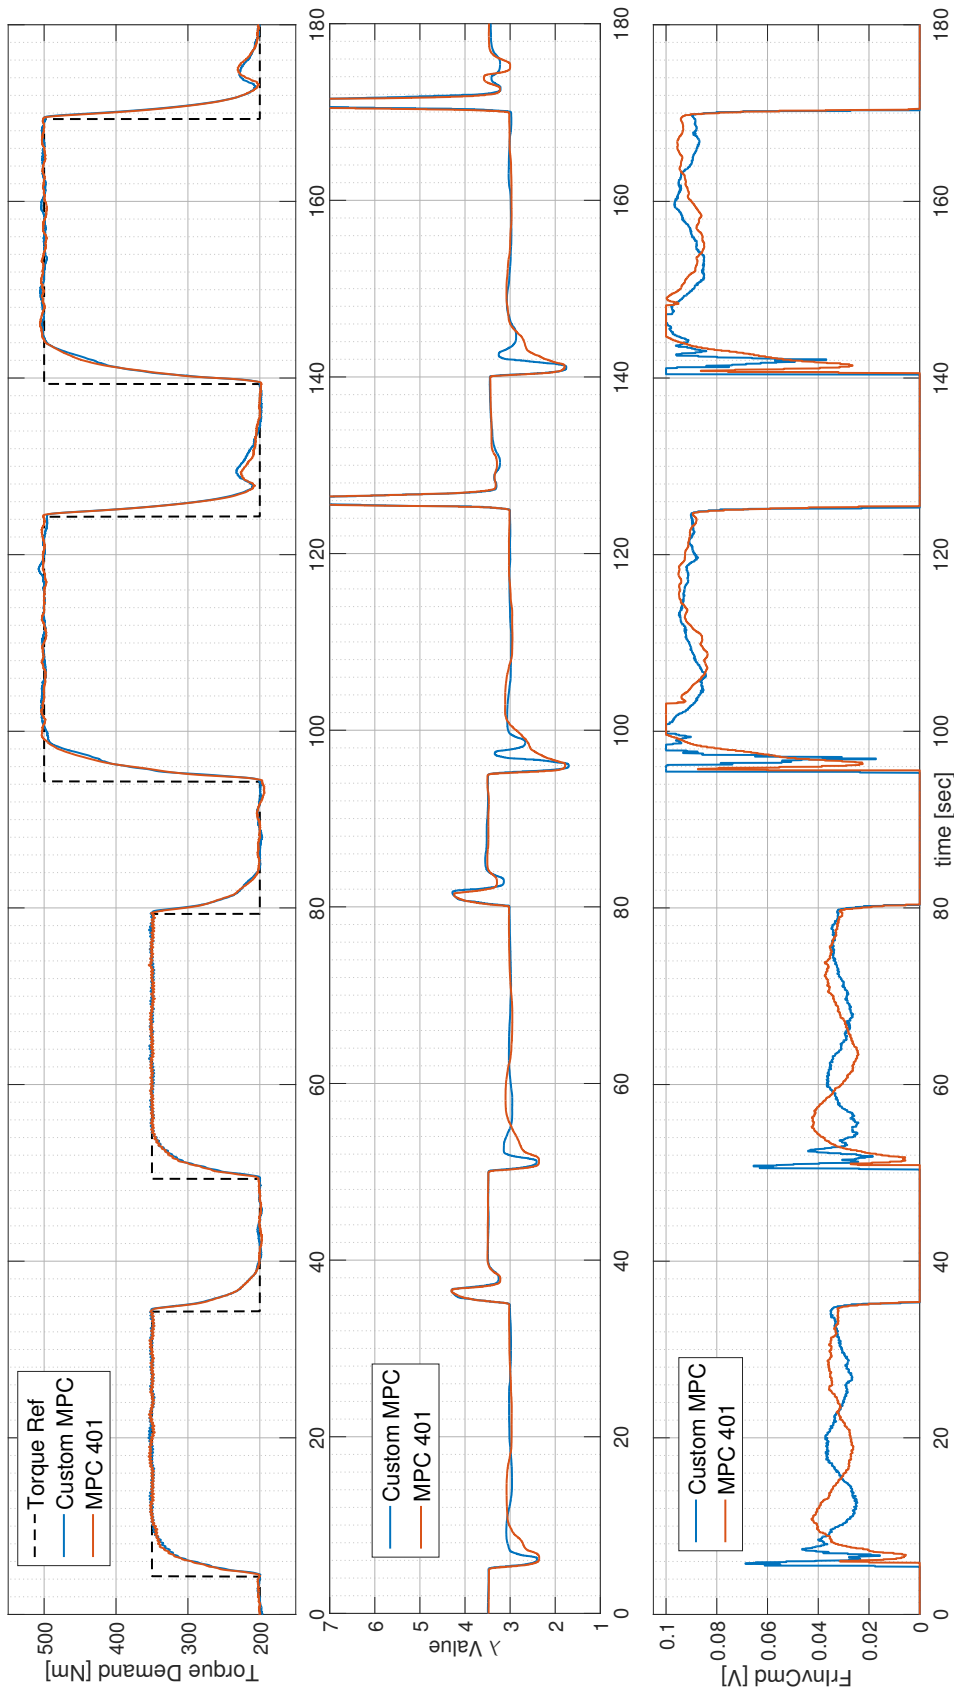 Torque Demand [Nm]
500
400
300
200
Torque Ref
Custom MPC
MPC 401
0 20 40 60 80 100 120 140 160 180
λ Value
7
6
5
4
3
2
1
Custom MPC
MPC 401
0 20 40 60 80 100 120 140 160 180
FrInvCmd [V]
0.1
0.08
0.06
0.04
0.02
0
Custom MPC
MPC 401
0 20 40 60 80 100 120 140 160 180
time [sec]